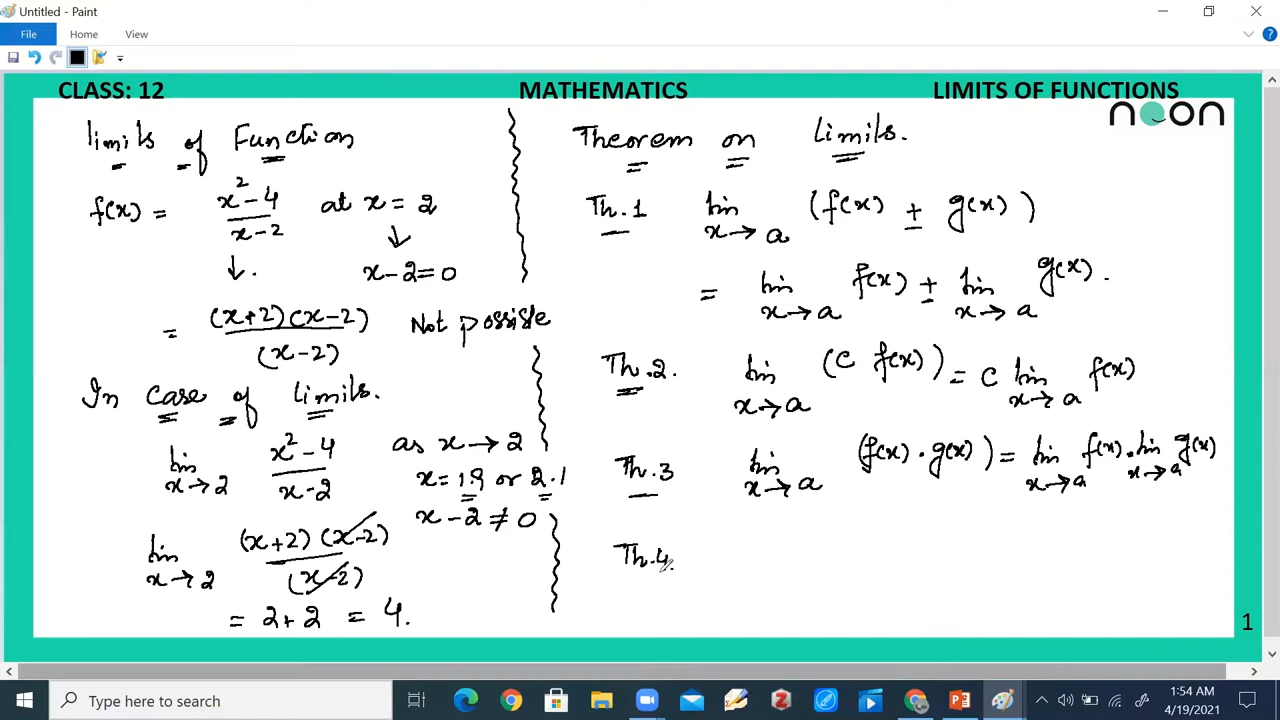 Untitled - Paint
File Home View
CLASS: 12 MATHEMATICS LIMITS OF FUNCTIONS
noon
limits of Function
f(x) = x² - 4 / x - 2 at x = 2
x - 2 = 0
= (x+2)(x-2) / (x-2) Not possible
In case of limits.
lim x→2 x² - 4 / x - 2 as x → 2
x = 1.9 or 2.1
x - 2 ≠ 0
lim x→2 (x+2)(x-2) / (x-2)
= 2+2 = 4.
Theorem on limits.
Th.1 lim x→a (f(x) ± g(x))
= lim x→a f(x) ± lim x→a g(x).
Th.2. lim x→a (c f(x)) = c lim x→a f(x)
Th.3 lim x→a (f(x) · g(x)) = lim x→a f(x) · lim x→a g(x)
Th.4
1
Type here to search
1:54 AM
4/19/2021